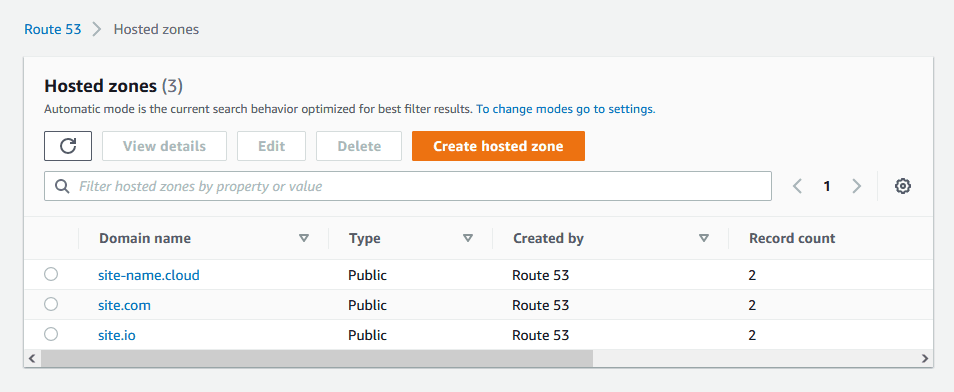 Route 53 > Hosted zones
Hosted zones (3)
Automatic mode is the current search behavior optimized for best filter results. To change modes go to settings.
View details Edit Delete Create hosted zone
Filter hosted zones by property or value 1
Domain name Type Created by Record count
site-name.cloud Public Route 53 2
site.com Public Route 53 2
site.io Public Route 53 2